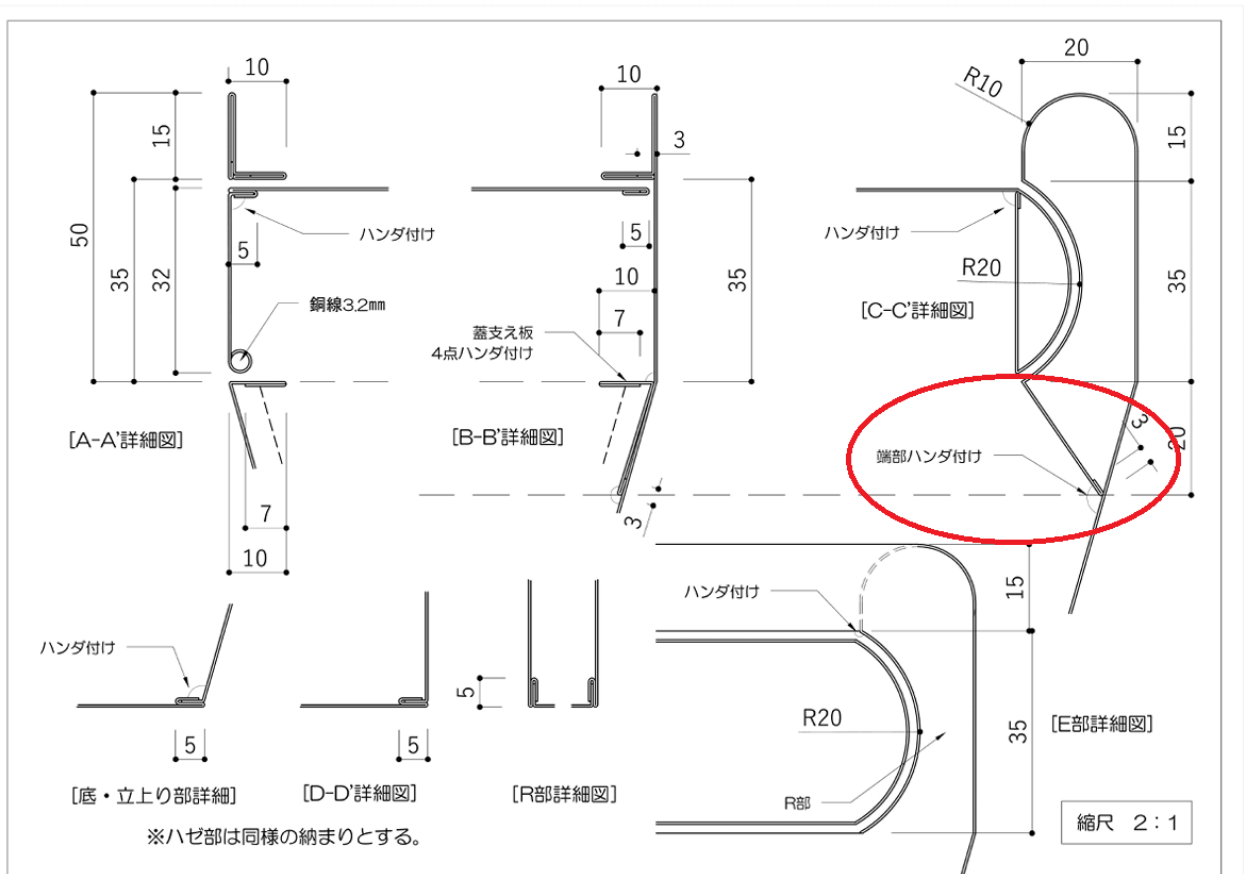 10
15
50
35
32
ハンダ付け
5
銅線3.2㎜
[A-A’詳細図]
7
10
10
3
5
10
7
35
蓋支え板
4点ハンダ付け
[B-B’詳細図]
3
20
R10
15
ハンダ付け
R20
35
[C-C’詳細図]
3
20
端部ハンダ付け
ハンダ付け
5
[底・立上り部詳細]
5
[D-D’詳細図]
5
[R部詳細図]
※ハゼ部は同様の納まりとする。
ハンダ付け
15
R20
35
R部
[E部詳細図]
縮尺 2:1